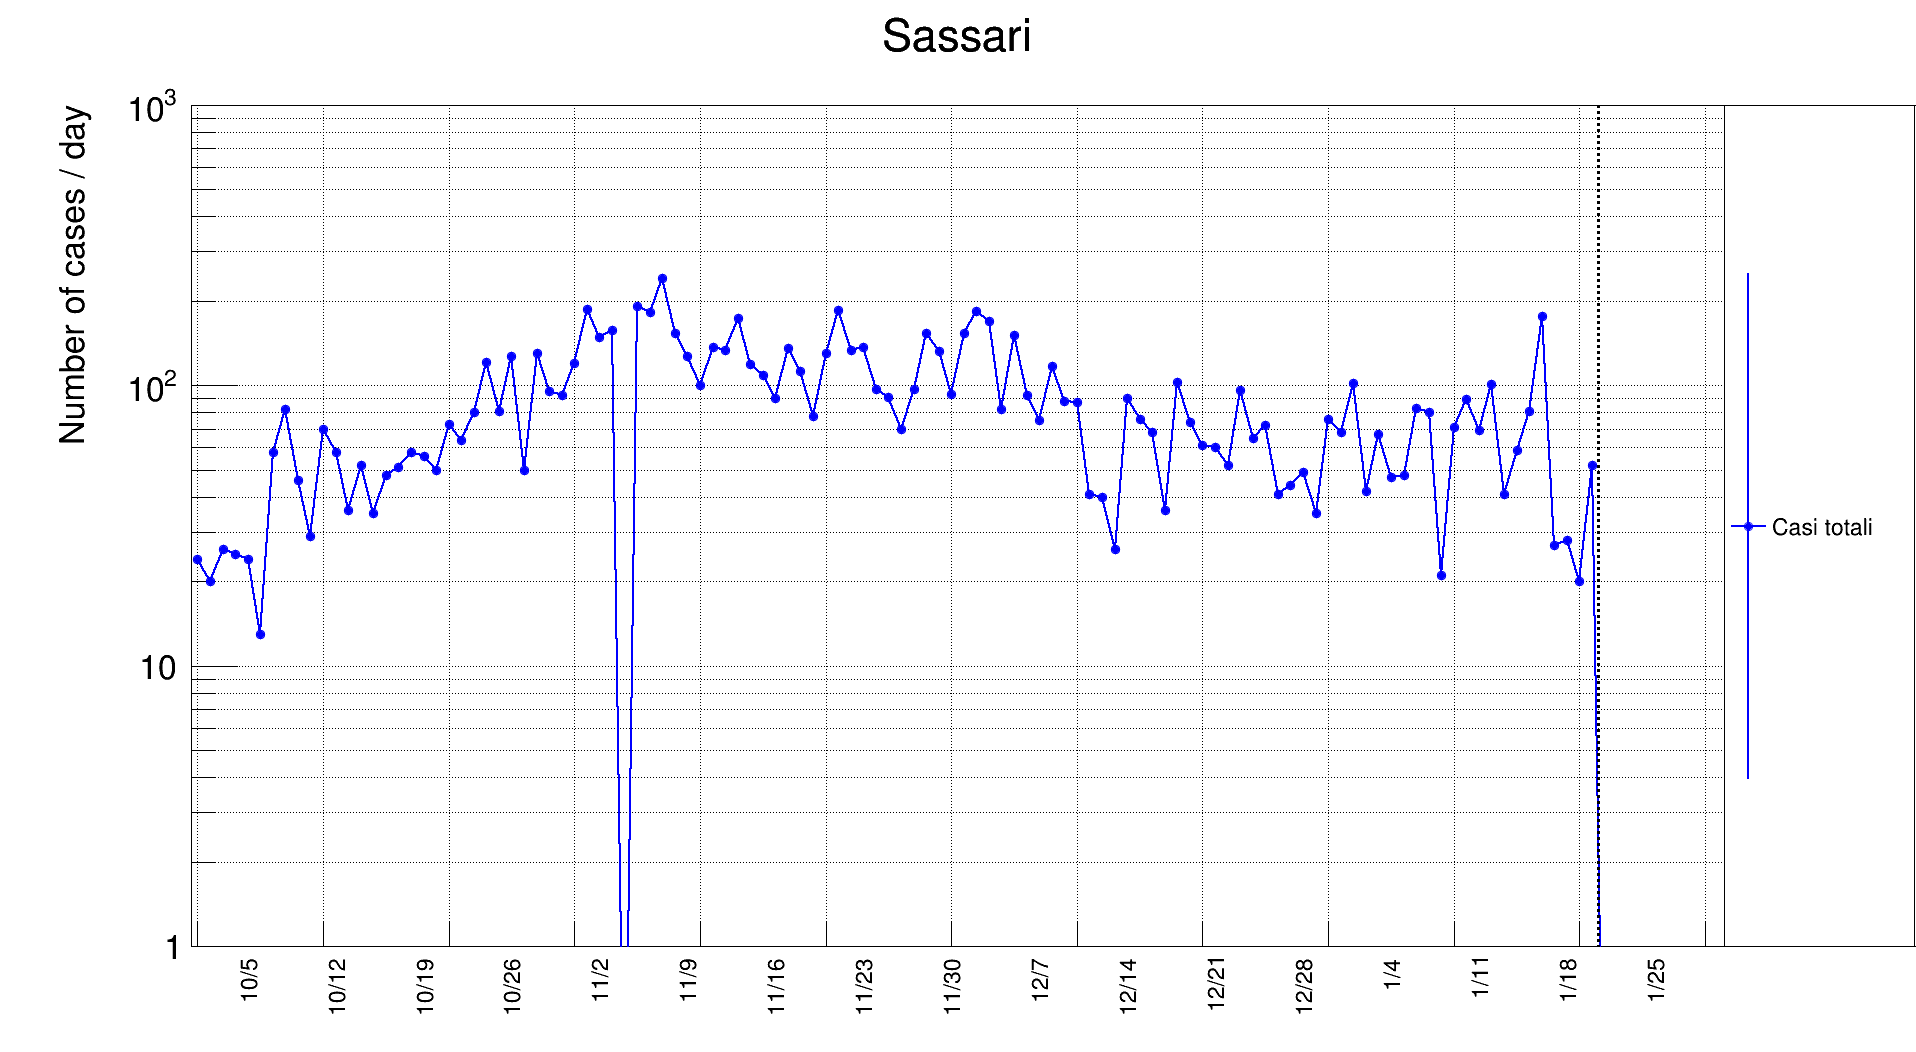 Sassari
Number of cases / day
10³
10²
10
1
10/5 10/12 10/19 10/26 11/2 11/9 11/16 11/23 11/30 12/7 12/14 12/21 12/28 1/4 1/11 1/18 1/25
Casi totali